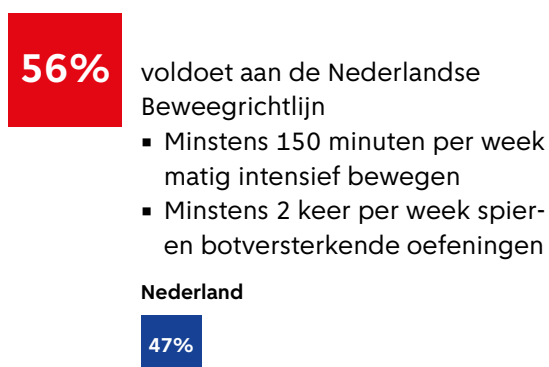 56%
voldoet aan de Nederlandse
Beweegrichtlijn
▪ Minstens 150 minuten per week
matig intensief bewegen
▪ Minstens 2 keer per week spier-
en botversterkende oefeningen
Nederland
47%